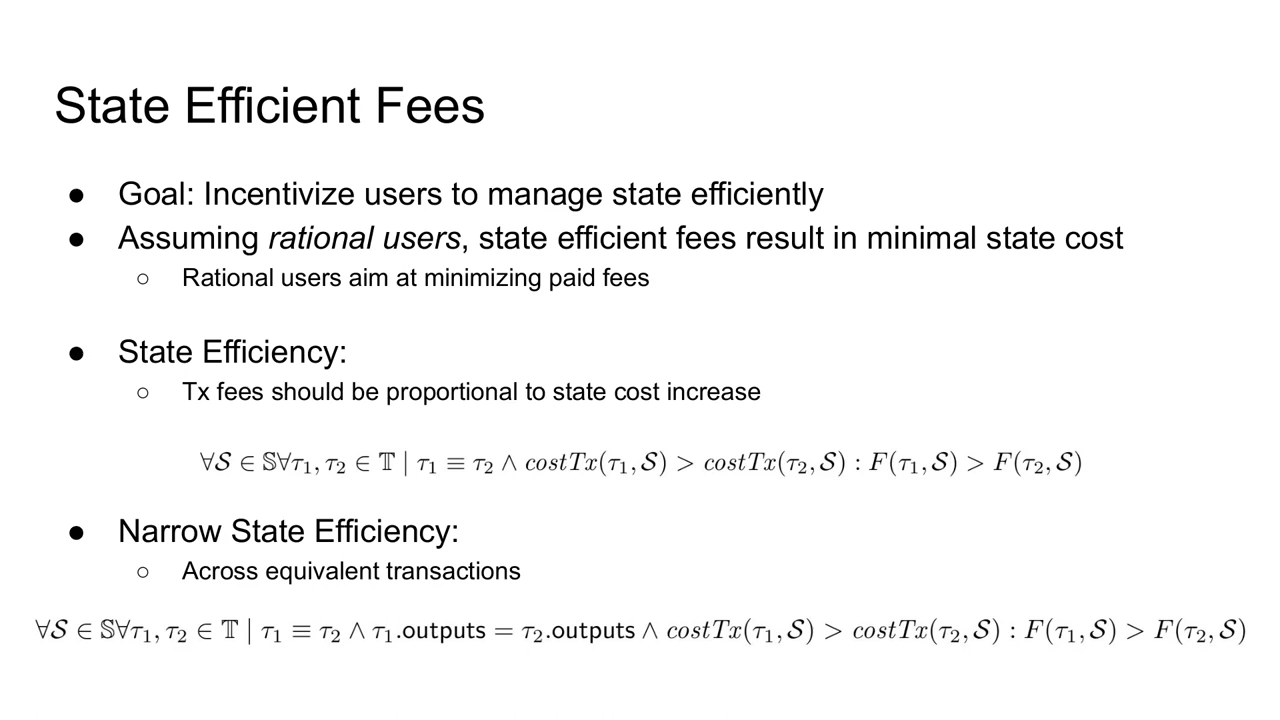 State Efficient Fees
● Goal: Incentivize users to manage state efficiently
● Assuming rational users, state efficient fees result in minimal state cost
○ Rational users aim at minimizing paid fees
● State Efficiency:
○ Tx fees should be proportional to state cost increase
∀𝒮 ∈ 𝕊∀τ₁, τ₂ ∈ 𝕋 | τ₁ ≡ τ₂ ∧ costTx(τ₁, 𝒮) > costTx(τ₂, 𝒮) : F(τ₁, 𝒮) > F(τ₂, 𝒮)
● Narrow State Efficiency:
○ Across equivalent transactions
∀𝒮 ∈ 𝕊∀τ₁, τ₂ ∈ 𝕋 | τ₁ ≡ τ₂ ∧ τ₁.outputs = τ₂.outputs ∧ costTx(τ₁, 𝒮) > costTx(τ₂, 𝒮) : F(τ₁, 𝒮) > F(τ₂, 𝒮)